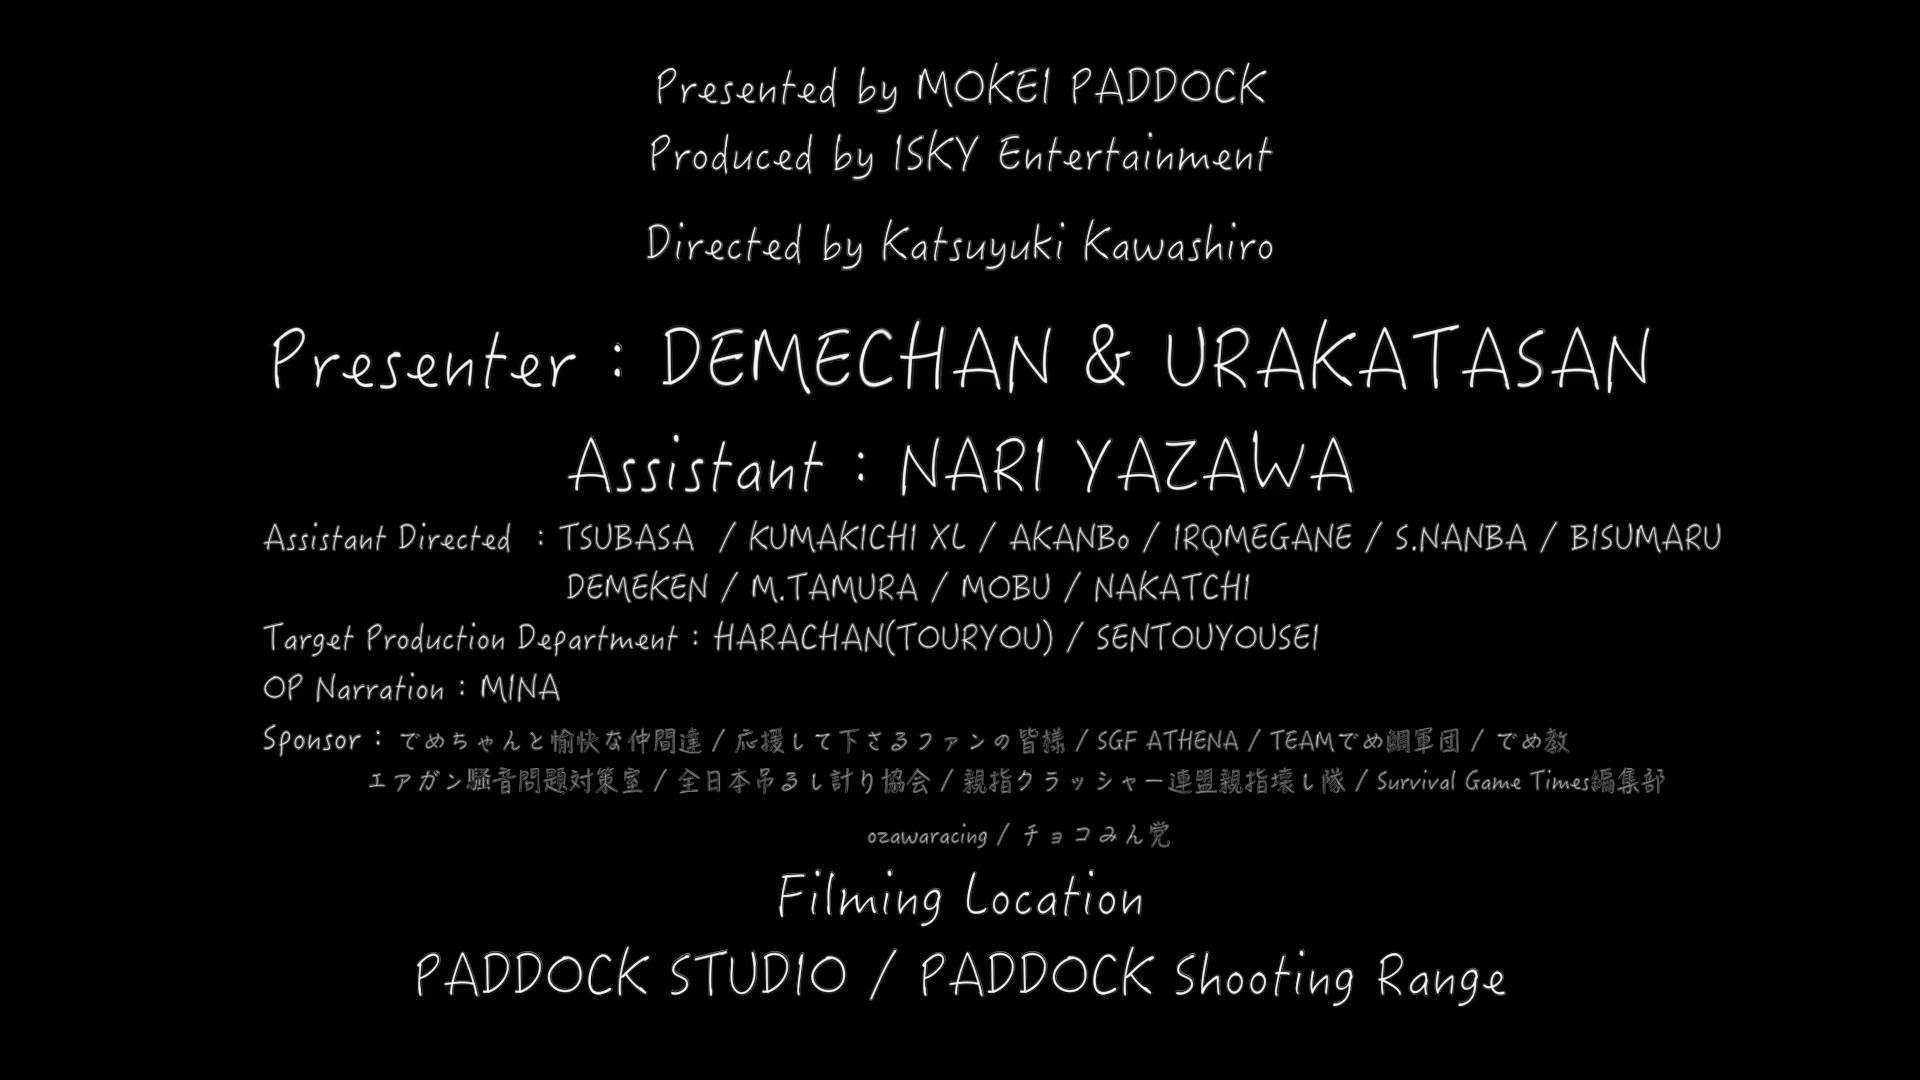 Presented by MOKEI PADDOCK
Produced by ISKY Entertainment
Directed by Katsuyuki Kawashiro
Presenter : DEMECHAN & URAKATASAN
Assistant : NARI YAZAWA
Assistant Directed : TSUBASA / KUMAKICHI XL / AKANBo / IRQMEGANE / S.NANBA / BISUMARU
DEMEKEN / M.TAMURA / MOBU / NAKATCHI
Target Production Department : HARACHAN(TOURYOU) / SENTOUYOUSEI
OP Narration : MINA
Sponsor : でめちゃんと愉快な仲間達 / 応援して下さるファンの皆様 / SGF ATHENA / TEAMでめ鯛軍団 / でめ教
エアガン騒音問題対策室 / 全日本吊るし計り協会 / 親指クラッシャー連盟親指壊し隊 / Survival Game Times編集部
ozawaracing / チョコみん党
Filming Location
PADDOCK STUDIO / PADDOCK Shooting Range